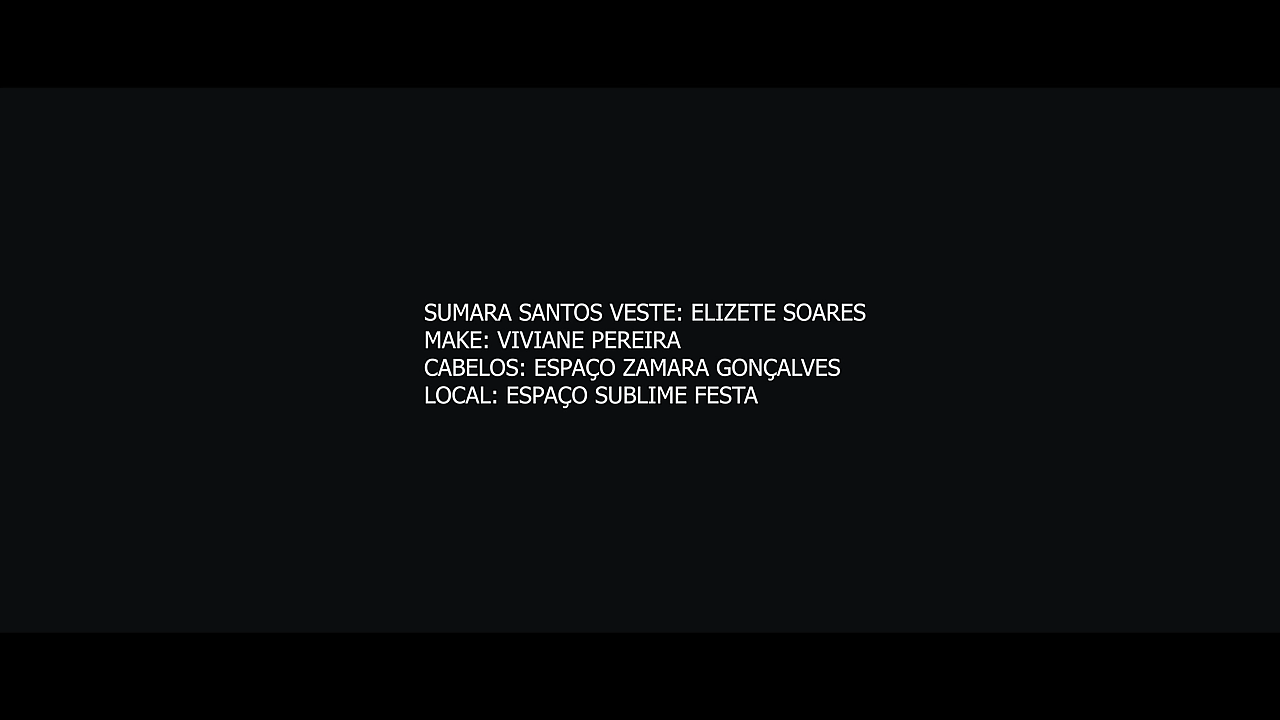 SUMARA SANTOS VESTE: ELIZETE SOARES
MAKE: VIVIANE PEREIRA
CABELOS: ESPAÇO ZAMARA GONÇALVES
LOCAL: ESPAÇO SUBLIME FESTA